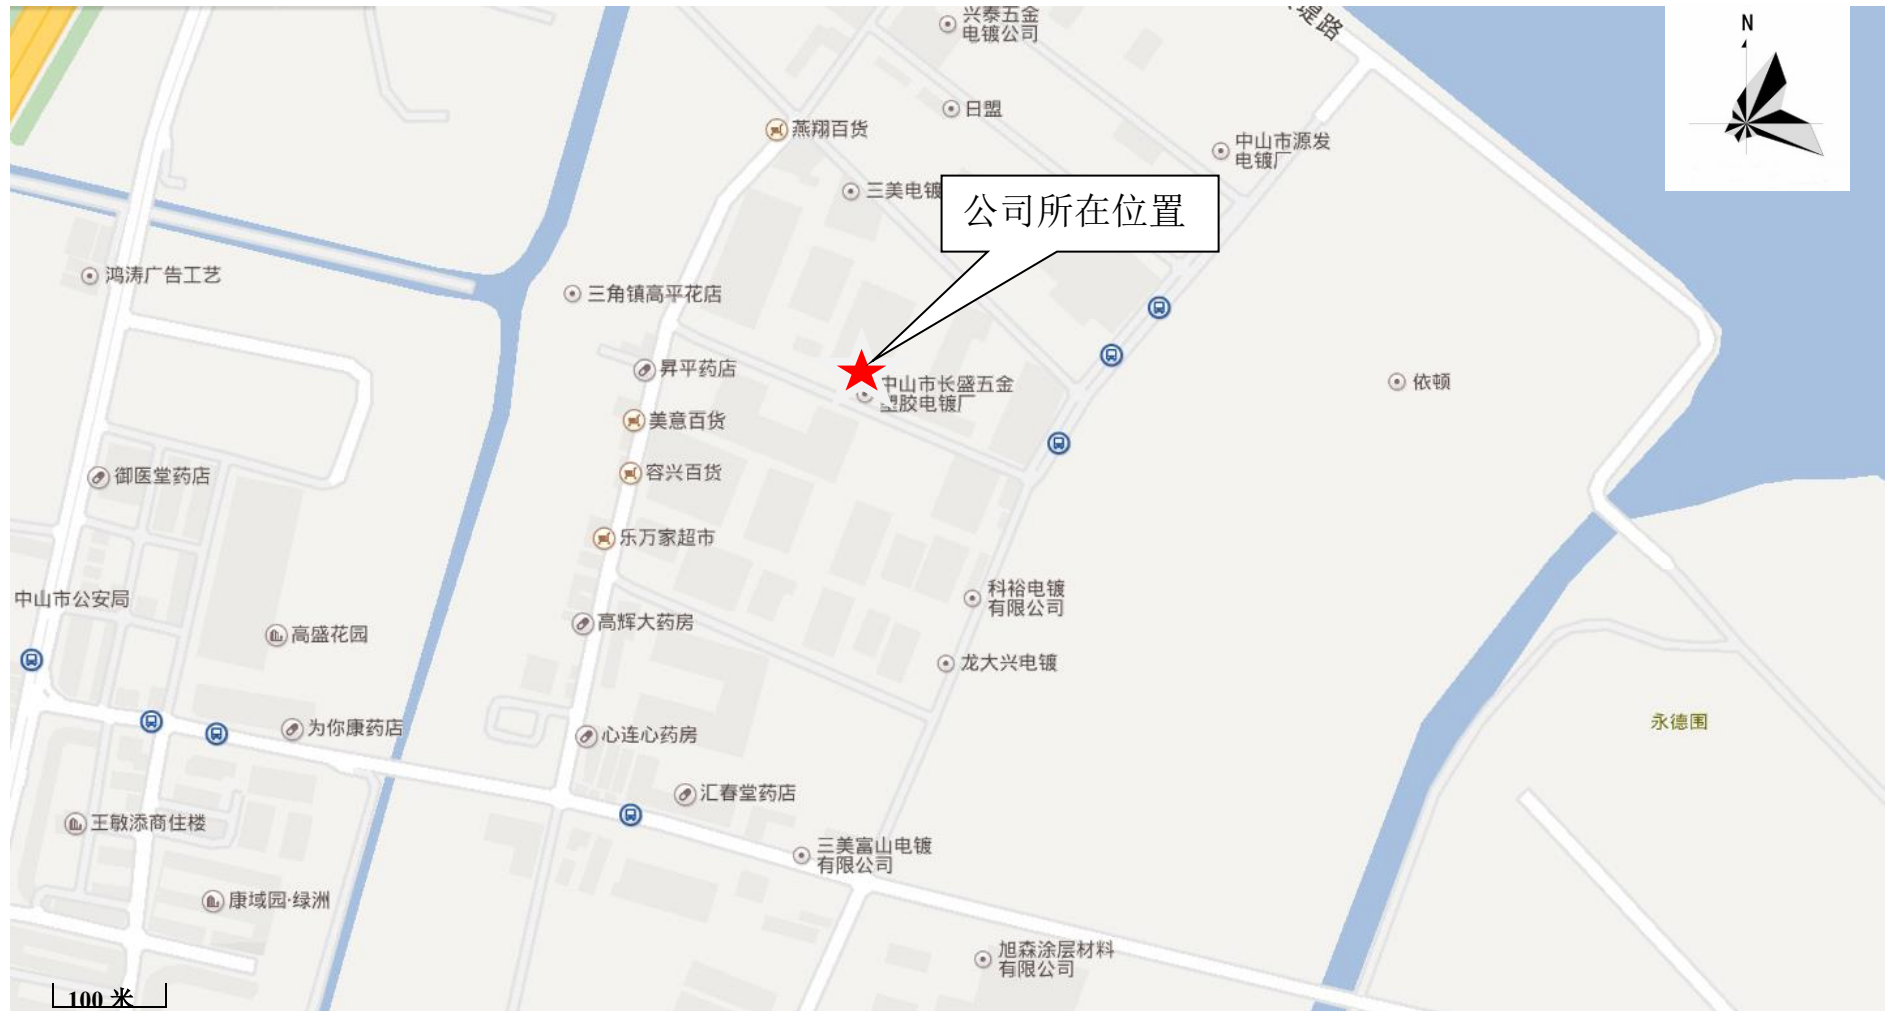 兴泰五金
电镀公司
堤路
N
日盟
燕翔百货
中山市源发
电镀厂
三美电镀
公司所在位置
鸿涛广告工艺
三角镇高平花店
昇平药店
中山市长盛五金
塑胶电镀厂
依顿
美意百货
容兴百货
御医堂药店
乐万家超市
科裕电镀
有限公司
中山市公安局
高盛花园
高辉大药房
龙大兴电镀
永德围
为你康药店
心连心药房
汇春堂药店
王敏添商住楼
三美富山电镀
有限公司
康域园·绿洲
旭森涂层材料
有限公司
100 米